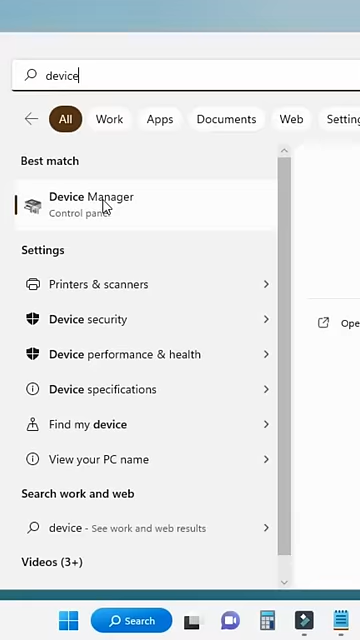 device
All Work Apps Documents Web Setting
Best match
Device Manager
Control panel
Settings
Printers & scanners
Device security
Device performance & health
Device specifications
Find my device
View your PC name
Search work and web
device - See work and web results
Videos (3+)
Ope
Search